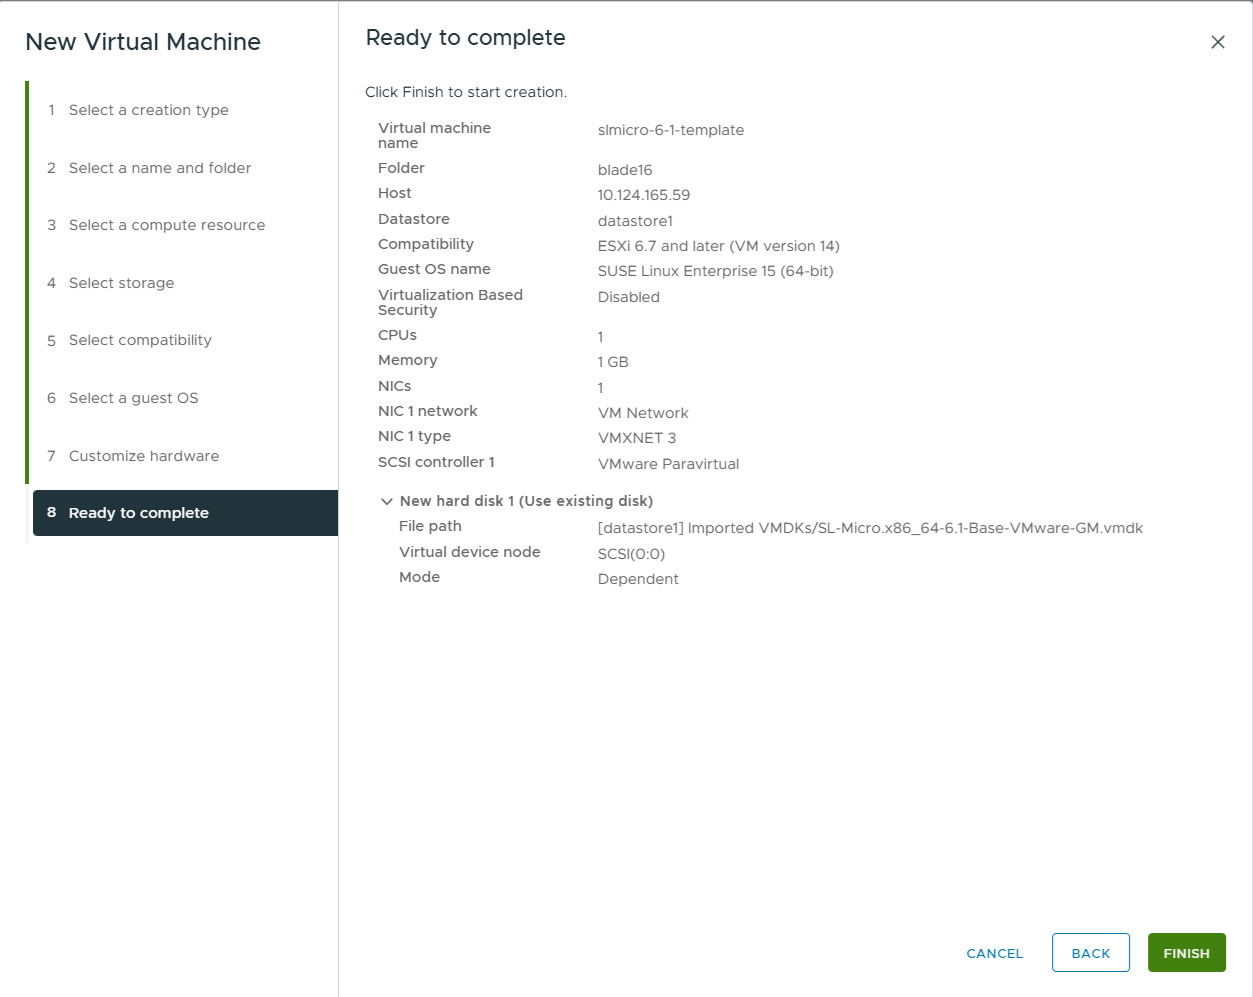 New Virtual Machine
1 Select a creation type
2 Select a name and folder
3 Select a compute resource
4 Select storage
5 Select compatibility
6 Select a guest OS
7 Customize hardware
8 Ready to complete
Ready to complete
Click Finish to start creation.
Virtual machine
name
slmicro-6-1-template
Folder blade16
Host 10.124.165.59
Datastore datastore1
Compatibility ESXi 6.7 and later (VM version 14)
Guest OS name SUSE Linux Enterprise 15 (64-bit)
Virtualization Based
Security
Disabled
CPUs 1
Memory 1 GB
NICs 1
NIC 1 network VM Network
NIC 1 type VMXNET 3
SCSI controller 1 VMware Paravirtual
New hard disk 1 (Use existing disk)
File path [datastore1] Imported VMDKs/SL-Micro.x86_64-6.1-Base-VMware-GM.vmdk
Virtual device node SCSI(0:0)
Mode Dependent
CANCEL BACK FINISH